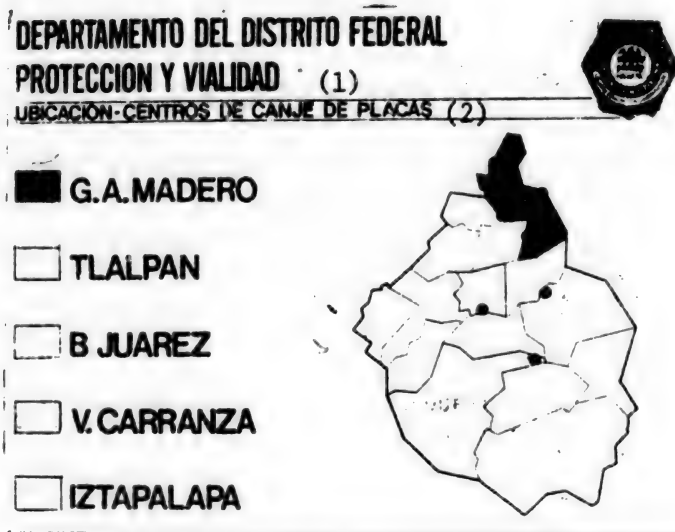 DEPARTAMENTO DEL DISTRITO FEDERAL
PROTECCION Y VIALIDAD (1)
UBICACION-CENTROS DE CANJE DE PLACAS (2)
G.A.MADERO
TLALPAN
B JUAREZ
V.CARRANZA
IZTAPALAPA